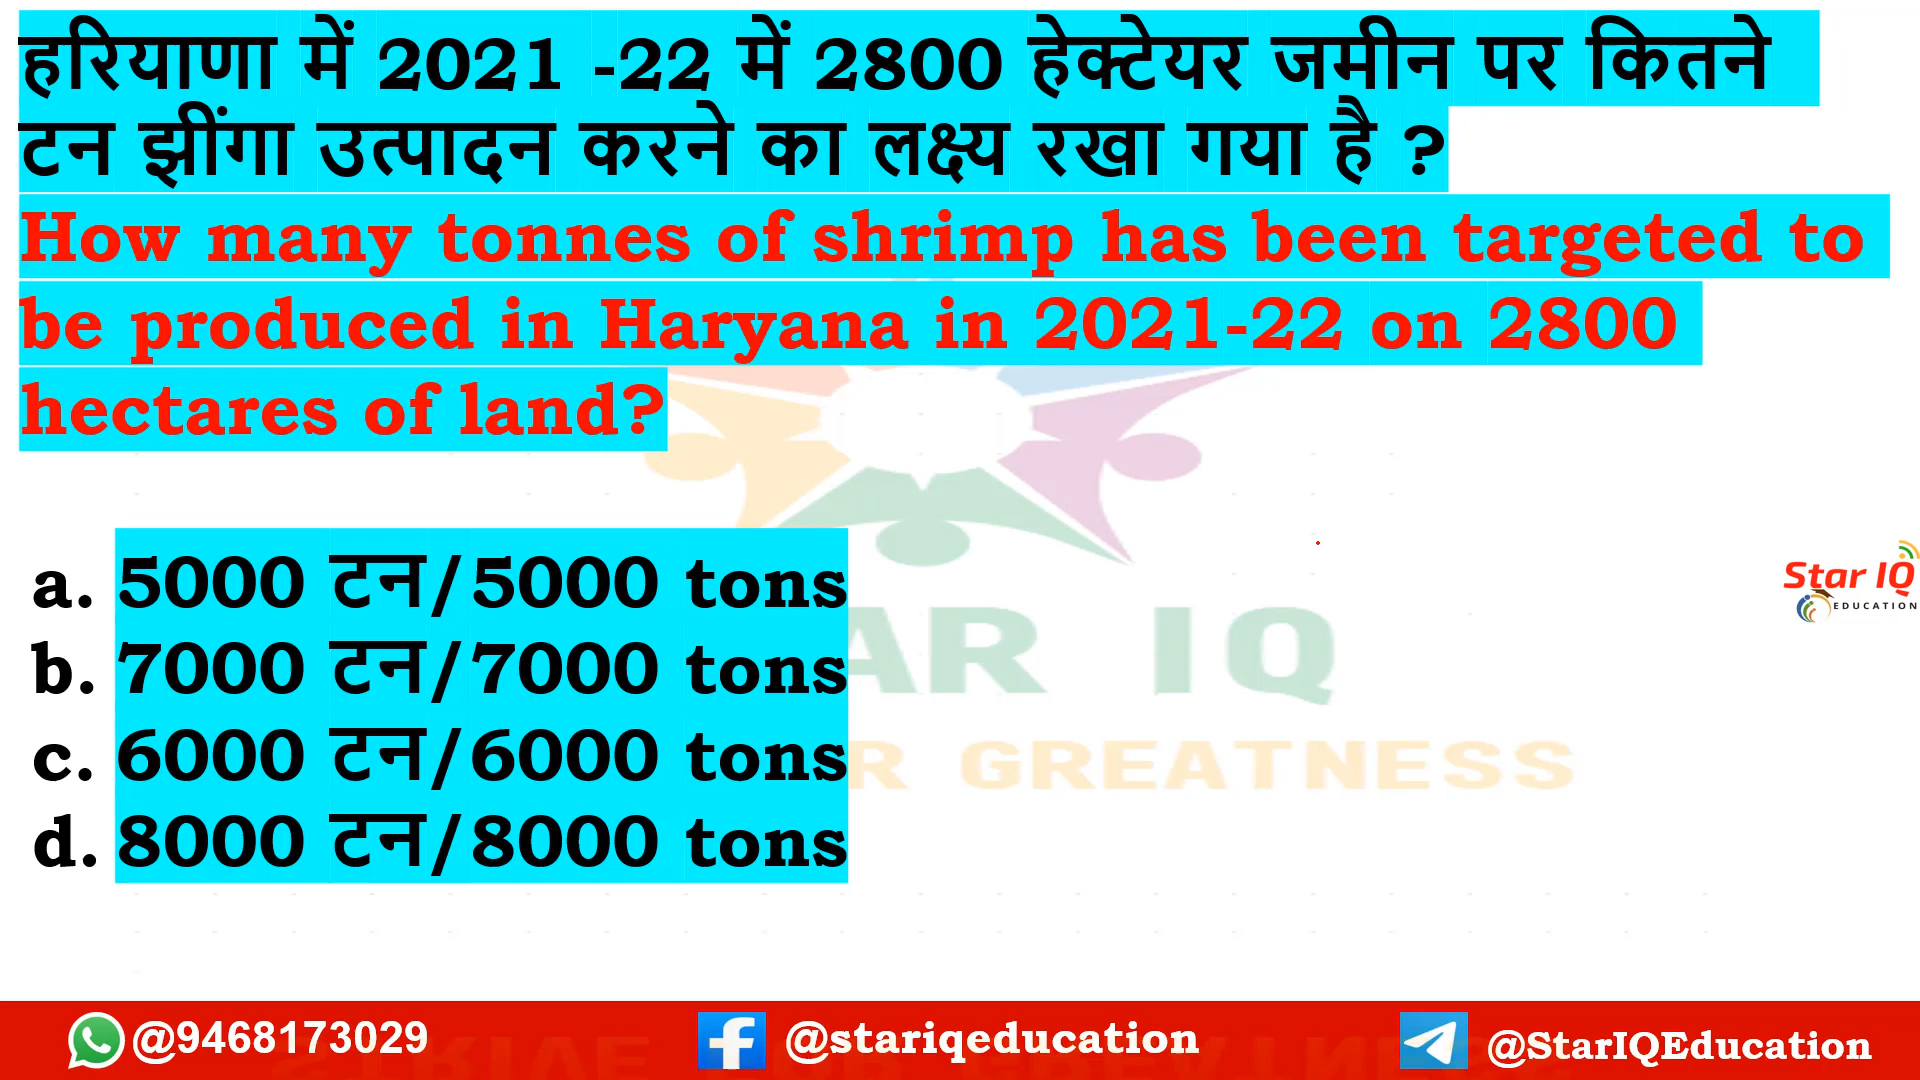 हरियाणा में 2021 -22 में 2800 हेक्टेयर जमीन पर कितने
टन झींगा उत्पादन करने का लक्ष्य रखा गया है ?
How many tonnes of shrimp has been targeted to
be produced in Haryana in 2021-22 on 2800
hectares of land?
a. 5000 टन/5000 tons
b. 7000 टन/7000 tons
c. 6000 टन/6000 tons
d. 8000 टन/8000 tons
AR IQ
R GREATNESS
Star IQ
EDUCATION
@9468173029
@stariqeducation
@StarIQEducation